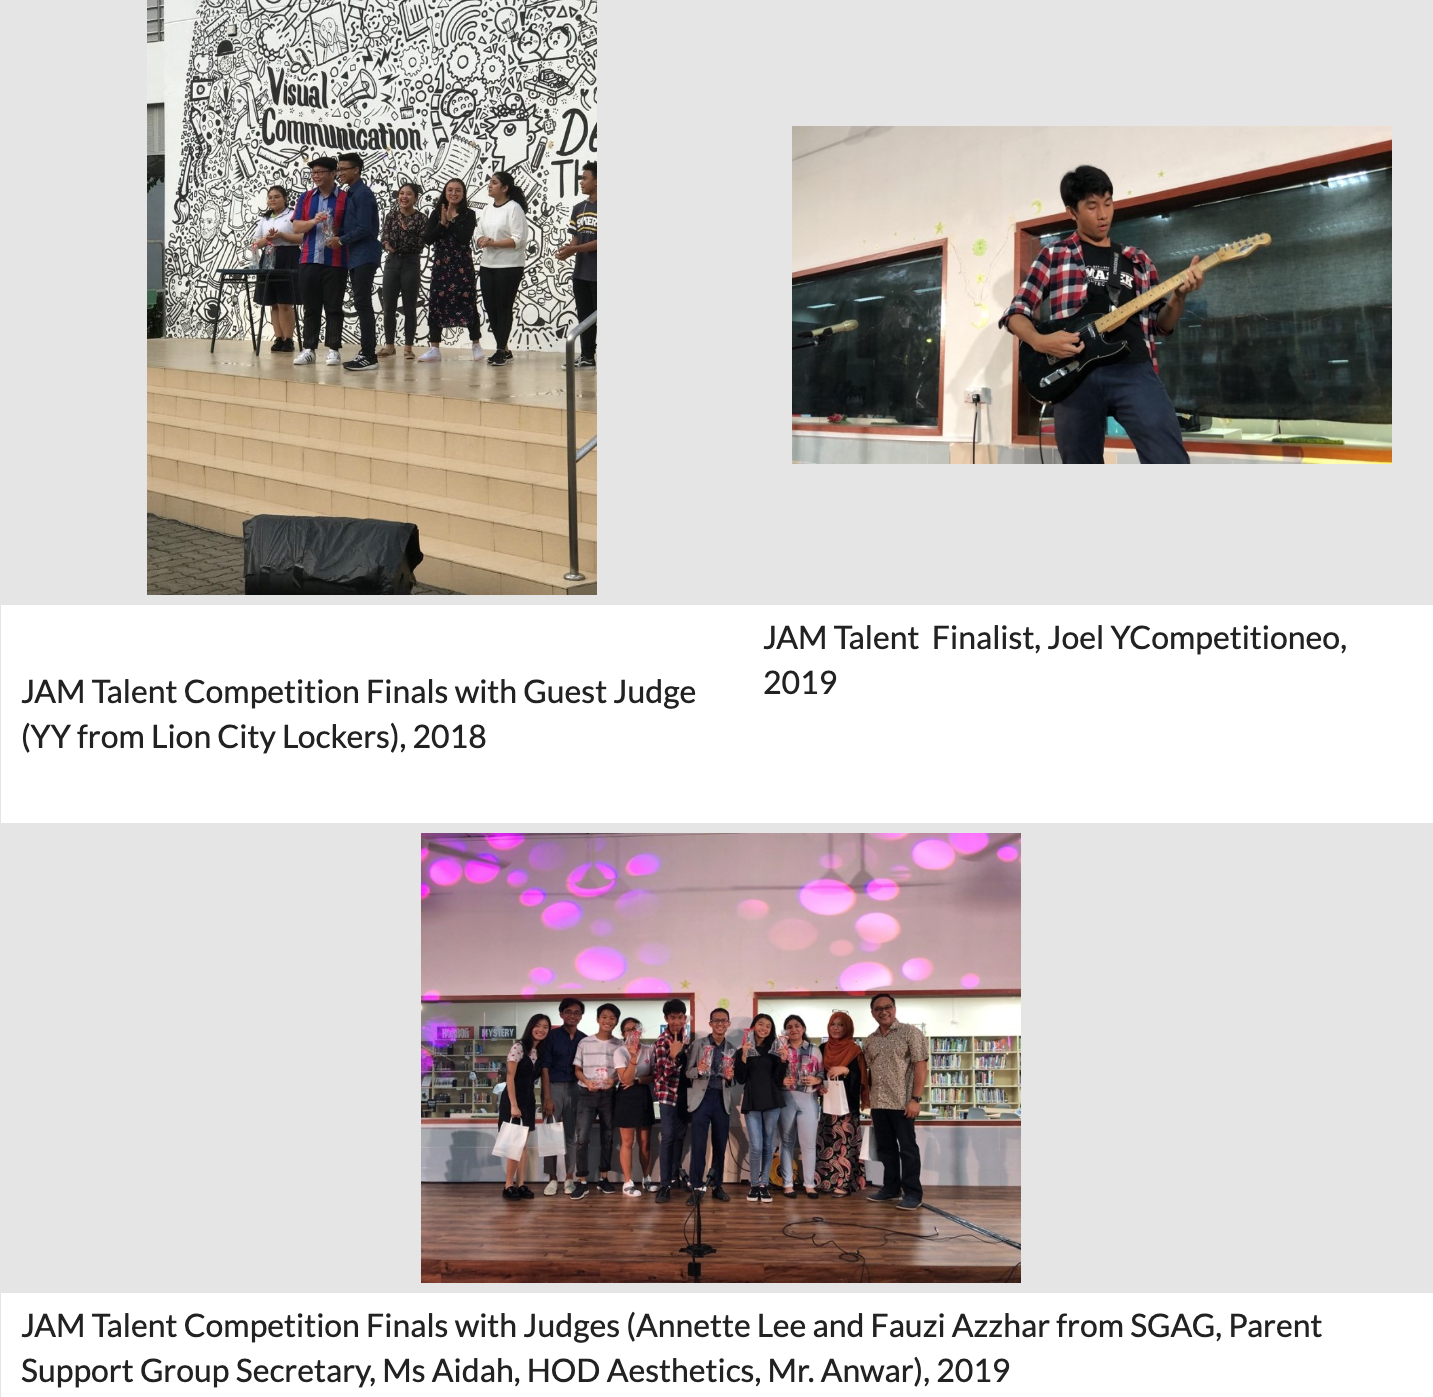 Visual
Communication
JAM Talent  Finalist, Joel YCompetitioneo,
2019
JAM Talent Competition Finals with Guest Judge
(YY from Lion City Lockers), 2018
MYSTERY
JAM Talent Competition Finals with Judges (Annette Lee and Fauzi Azzhar from SGAG, Parent
Support Group Secretary, Ms Aidah, HOD Aesthetics, Mr. Anwar), 2019